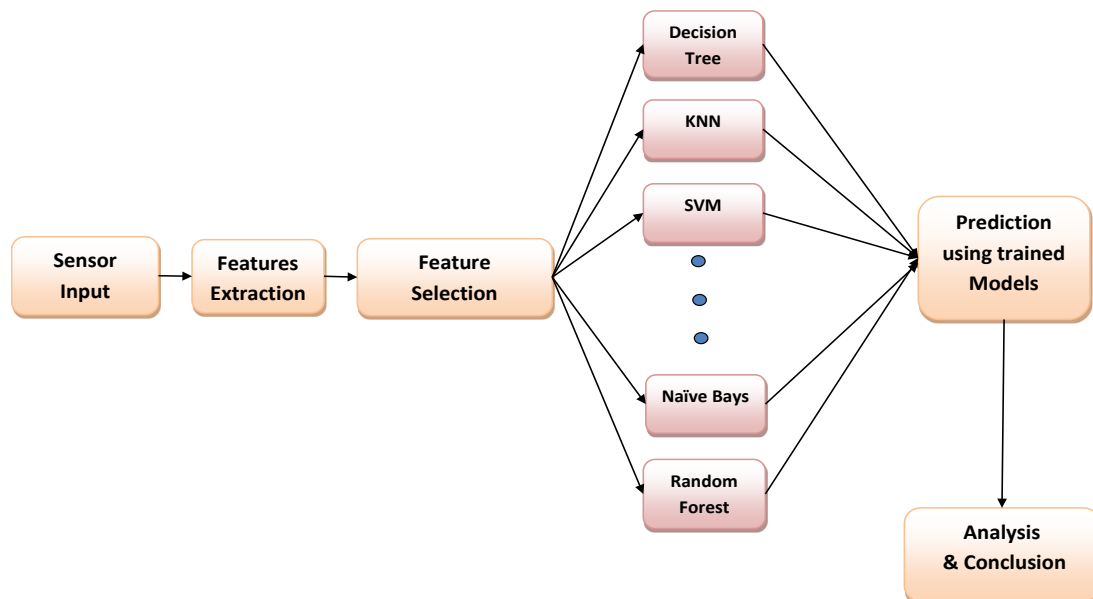 Sensor
Input
Features
Extraction
Feature
Selection
Decision
Tree
KNN
SVM
Naïve Bays
Random
Forest
Prediction
using trained
Models
Analysis
& Conclusion